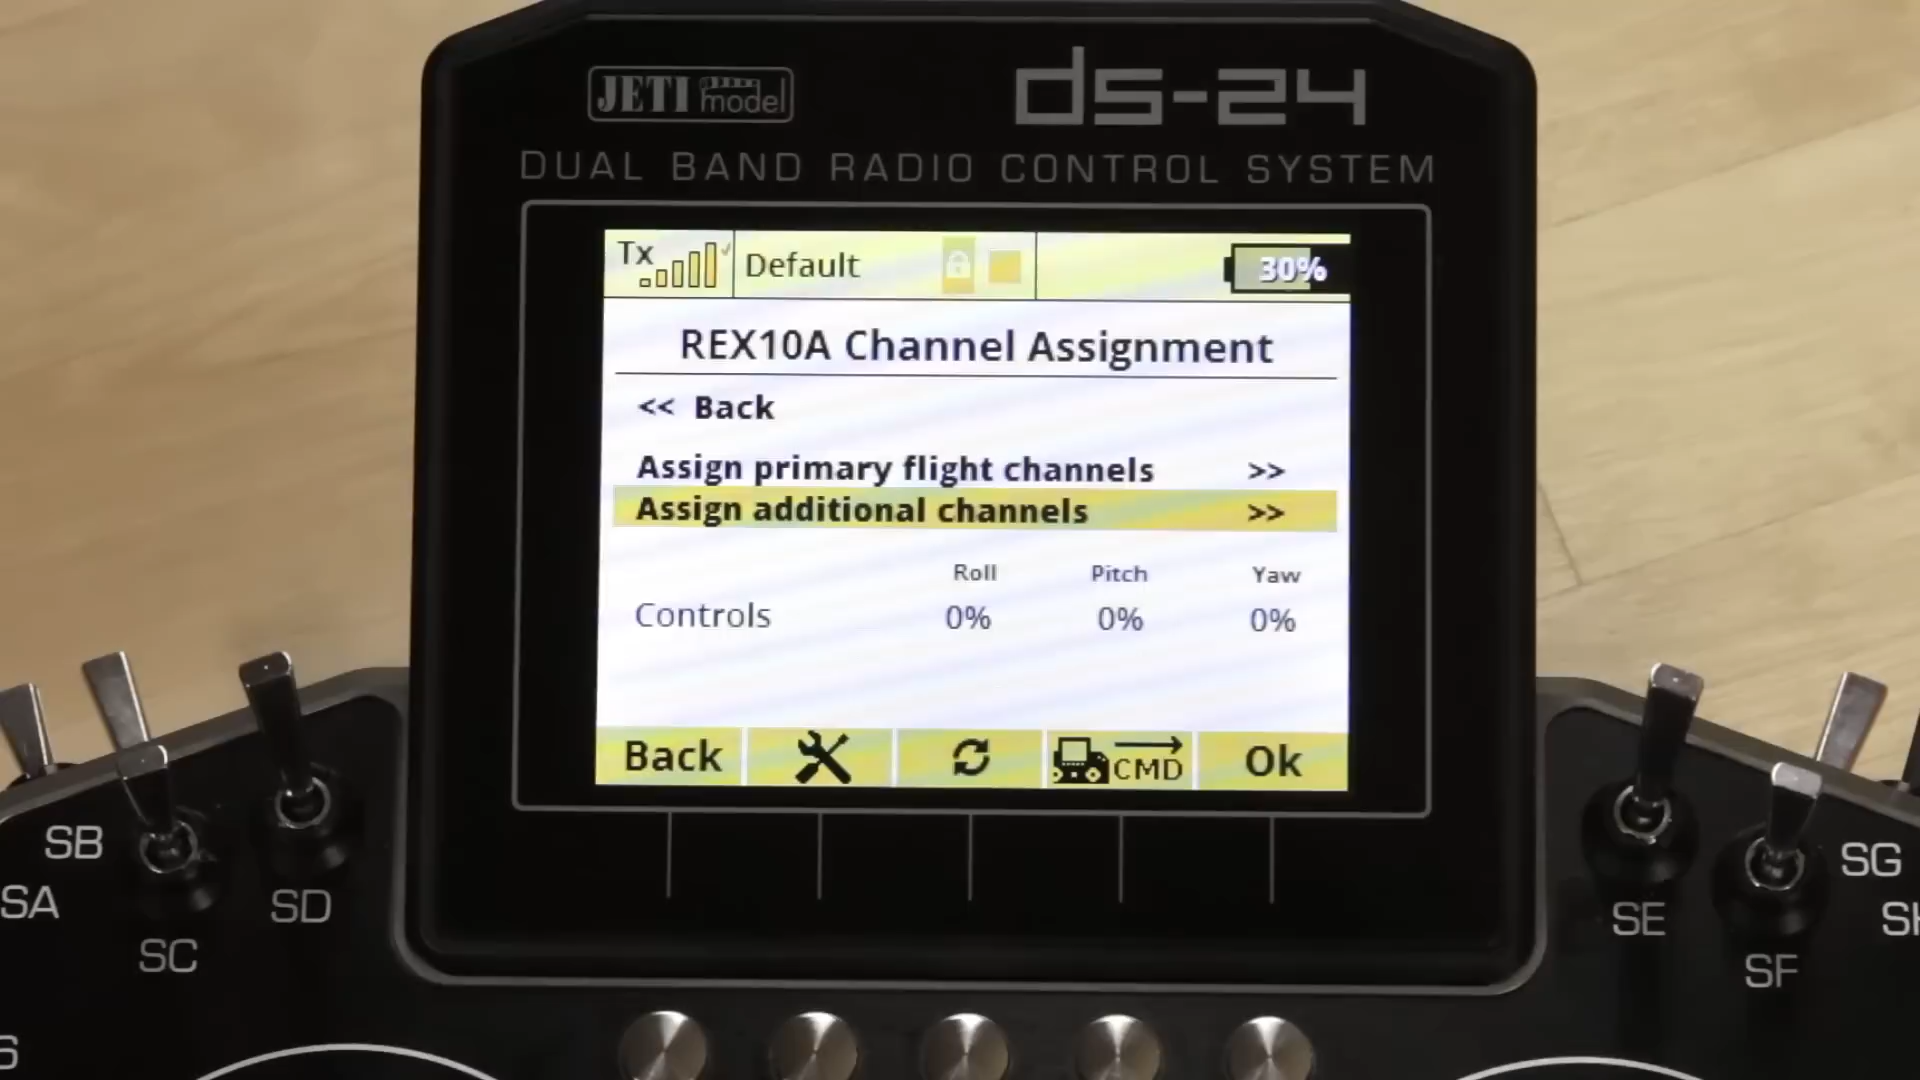 JETI model
ds-24
DUAL BAND RADIO CONTROL SYSTEM
Tx Default 30%
REX10A Channel Assignment
<< Back
Assign primary flight channels >>
Assign additional channels >>
Roll Pitch Yaw
Controls 0% 0% 0%
Back CMD Ok
SB
SA
SC
SD
SE
SF
SG